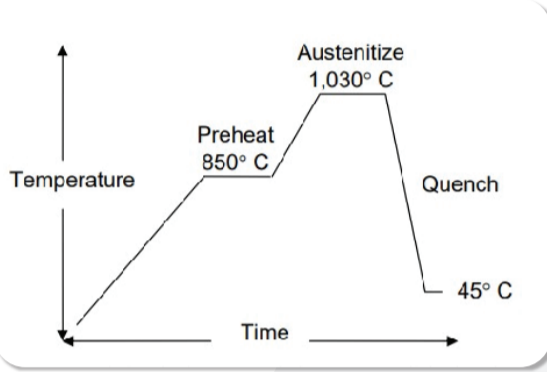 Austenitize
1,030° C
Preheat
850° C
Temperature
Quench
45° C
Time